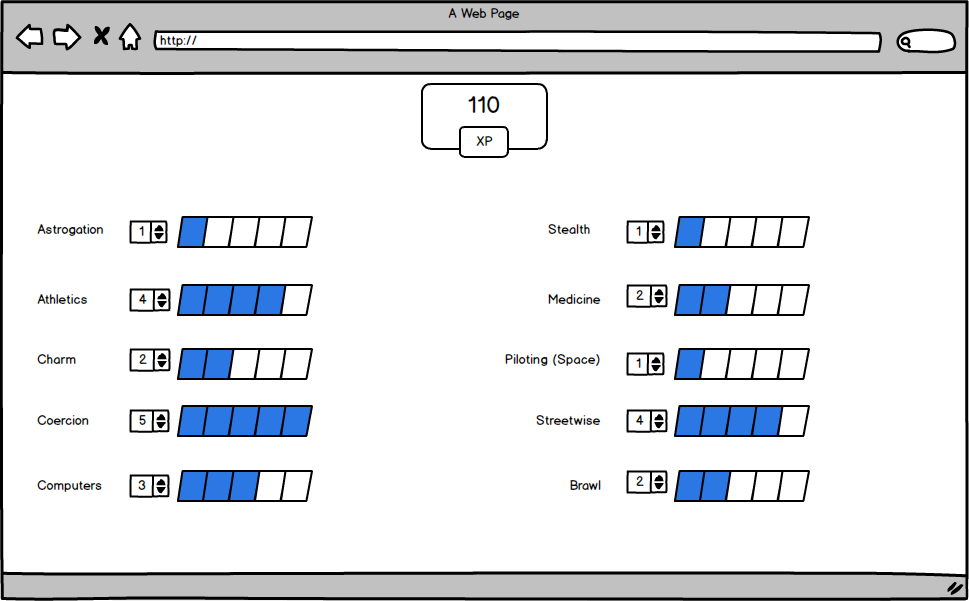 A Web Page
http://
110
XP
Astrogation 1
Stealth 1
Athletics 4
Medicine 2
Charm 2
Piloting (Space) 1
Coercion 5
Streetwise 4
Computers 3
Brawl 2